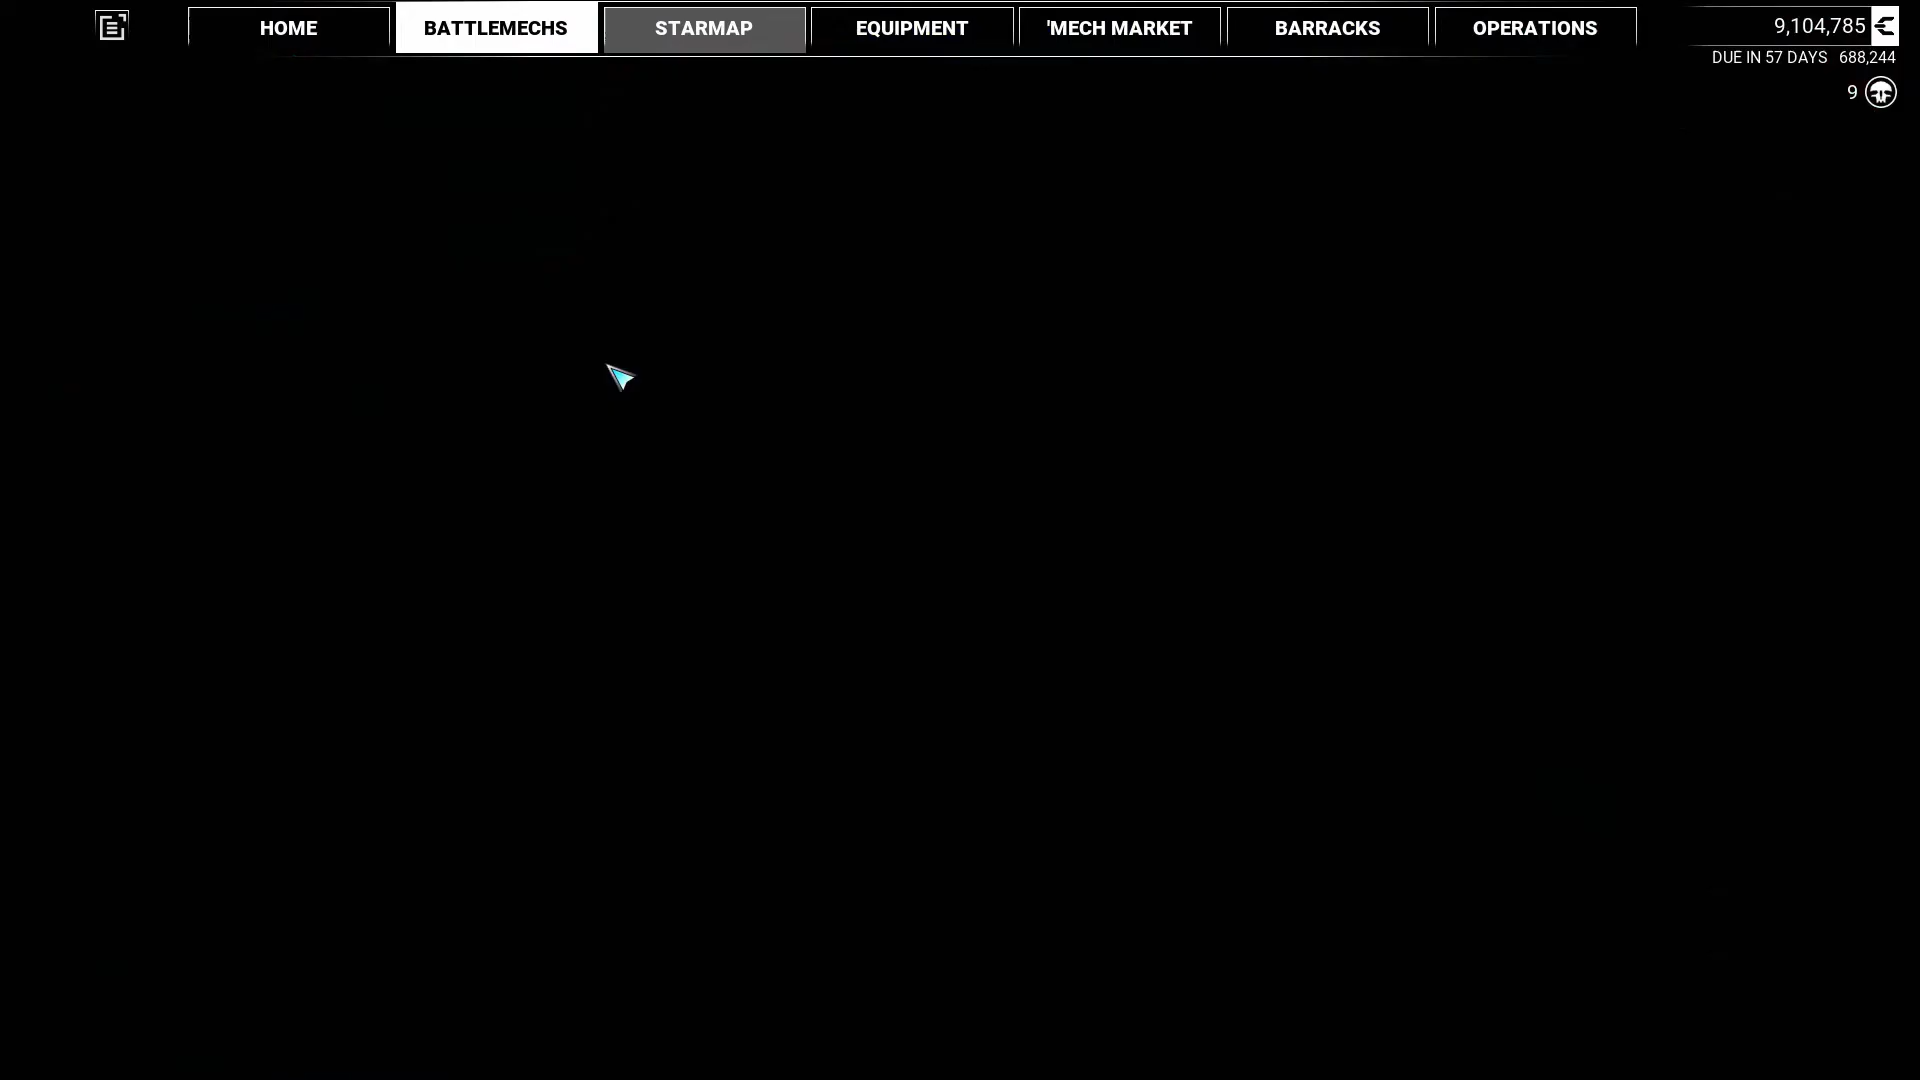 HOME
BATTLEMECHS
STARMAP
EQUIPMENT
'MECH MARKET
BARRACKS
OPERATIONS
9,104,785
DUE IN 57 DAYS 688,244
9